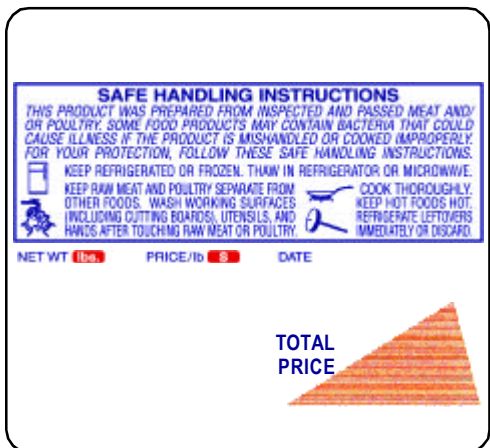 SAFE HANDLING INSTRUCTIONS
THIS PRODUCT WAS PREPARED FROM INSPECTED AND PASSED MEAT AND/
OR POULTRY. SOME FOOD PRODUCTS MAY CONTAIN BACTERIA THAT COULD
CAUSE ILLNESS IF THE PRODUCT IS MISHANDLED OR COOKED IMPROPERLY.
FOR YOUR PROTECTION, FOLLOW THESE SAFE HANDLING INSTRUCTIONS.
KEEP REFRIGERATED OR FROZEN. THAW IN REFRIGERATOR OR MICROWAVE.
KEEP RAW MEAT AND POULTRY SEPARATE FROM
OTHER FOODS. WASH WORKING SURFACES
(INCLUDING CUTTING BOARDS), UTENSILS, AND
HANDS AFTER TOUCHING RAW MEAT OR POULTRY.
COOK THOROUGHLY.
KEEP HOT FOODS HOT.
REFRIGERATE LEFTOVERS
IMMEDIATELY OR DISCARD.
NET WT lbs. PRICE/lb S DATE
TOTAL
PRICE